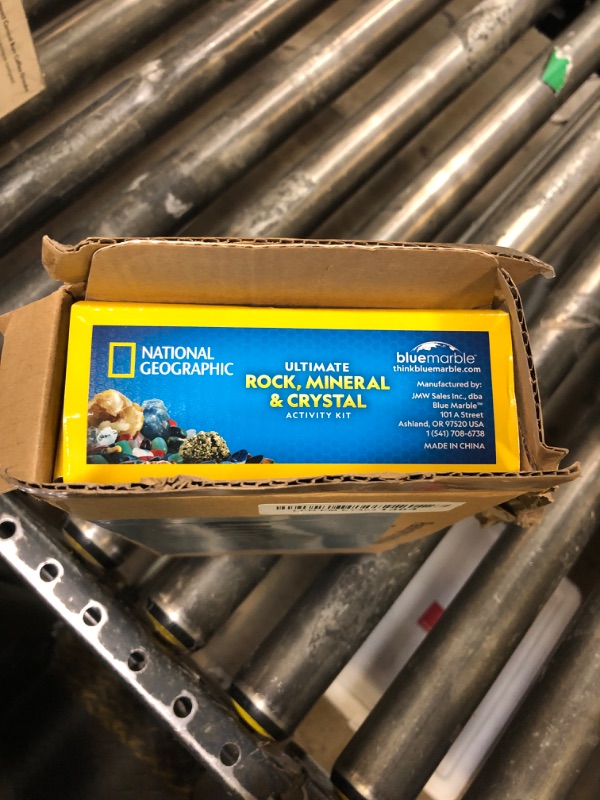 NATIONAL
GEOGRAPHIC
ULTIMATE
ROCK, MINERAL
& CRYSTAL
ACTIVITY KIT
bluemarble™
thinkbluemarble.com
Manufactured by:
JMW Sales Inc., dba
Blue Marble™
101 A Street
Ashland, OR 97520 USA
1 (541) 708-6738
MADE IN CHINA